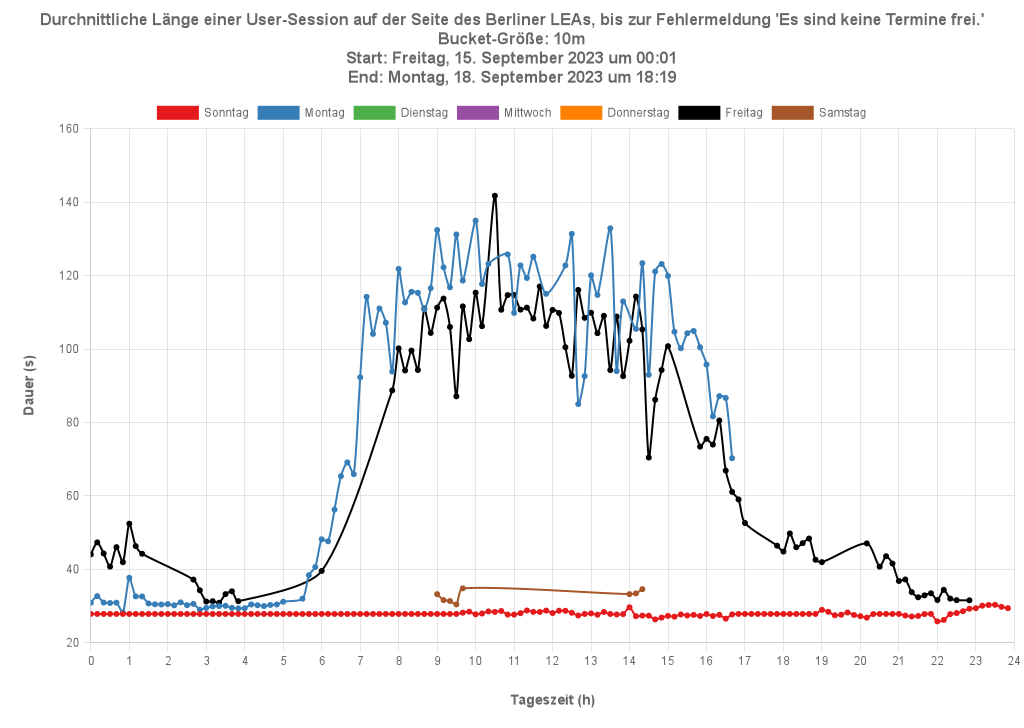 Durchnittliche Länge einer User-Session auf der Seite des Berliner LEAs, bis zur Fehlermeldung 'Es sind keine Termine frei.'
Bucket-Größe: 10m
Start: Freitag, 15. September 2023 um 00:01
End: Montag, 18. September 2023 um 18:19
Sonntag Montag Dienstag Mittwoch Donnerstag Freitag Samstag
160
140
120
100
80
60
40
20
Dauer (s)
0 1 2 3 4 5 6 7 8 9 10 11 12 13 14 15 16 17 18 19 20 21 22 23 24
Tageszeit (h)